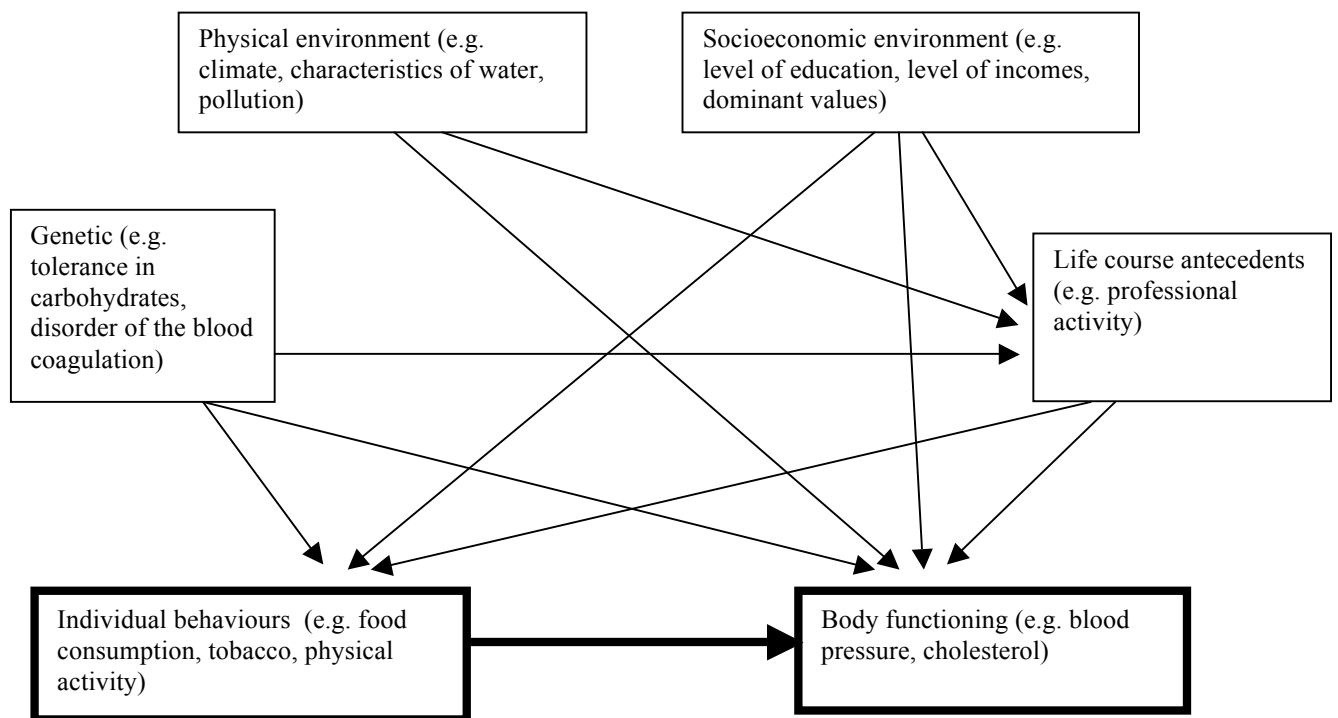 Physical environment (e.g.
climate, characteristics of water,
pollution)
Socioeconomic environment (e.g.
level of education, level of incomes,
dominant values)
Genetic (e.g.
tolerance in
carbohydrates,
disorder of the blood
coagulation)
Life course antecedents
(e.g. professional
activity)
Individual behaviours  (e.g. food
consumption, tobacco, physical
activity)
Body functioning (e.g. blood
pressure, cholesterol)